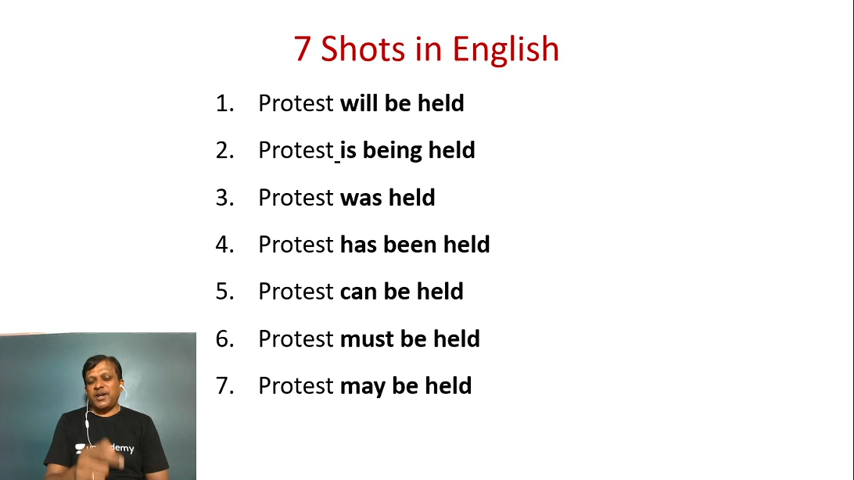 7 Shots in English
1. Protest will be held
2. Protest is being held
3. Protest was held
4. Protest has been held
5. Protest can be held
6. Protest must be held
7. Protest may be held